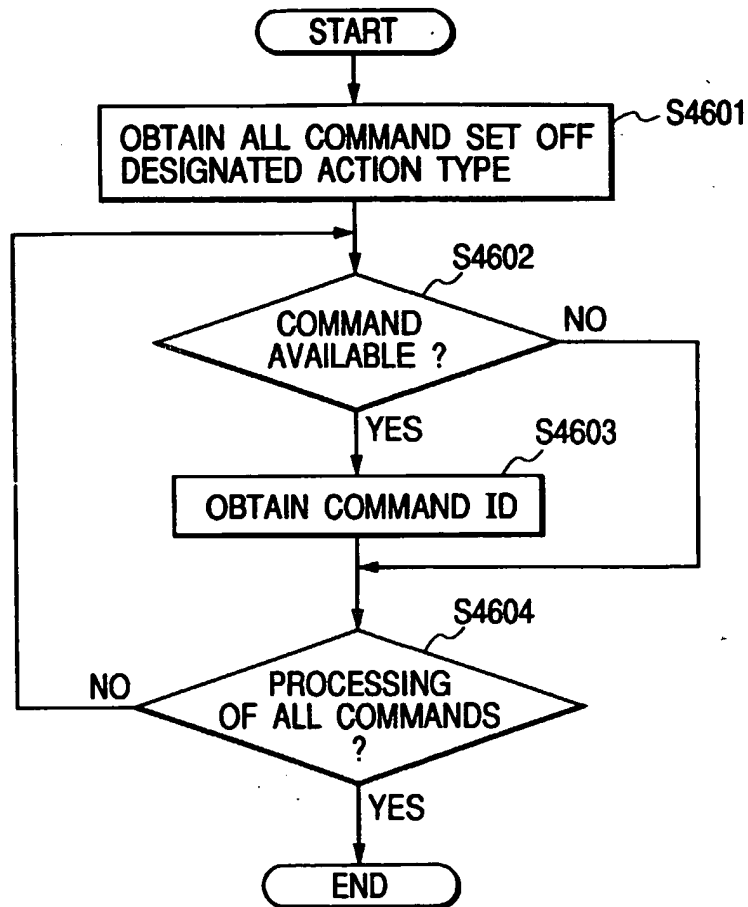 START
S4601
OBTAIN ALL COMMAND SET OFF
DESIGNATED ACTION TYPE
S4602
COMMAND
AVAILABLE ?
NO
YES
S4603
OBTAIN COMMAND ID
S4604
NO
PROCESSING
OF ALL COMMANDS
?
YES
END